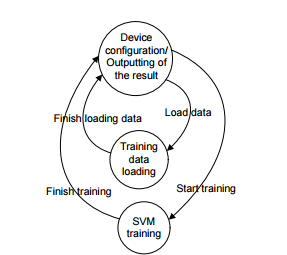 Device
configuration/
Outputting of
the result
Finish loading data
Load data
Training
data
loading
Finish training
Start training
SVM
training